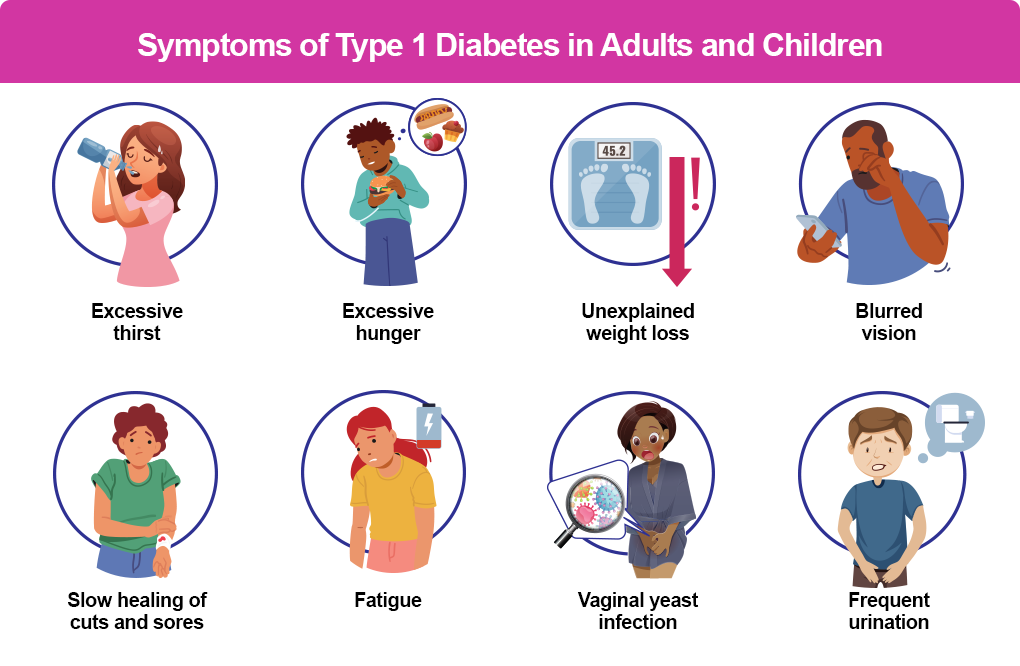 Symptoms of Type 1 Diabetes in Adults and Children
45.2
Excessive
thirst
Excessive
hunger
Unexplained
weight loss
Blurred
vision
Slow healing of
cuts and sores
Fatigue
Vaginal yeast
infection
Frequent
urination